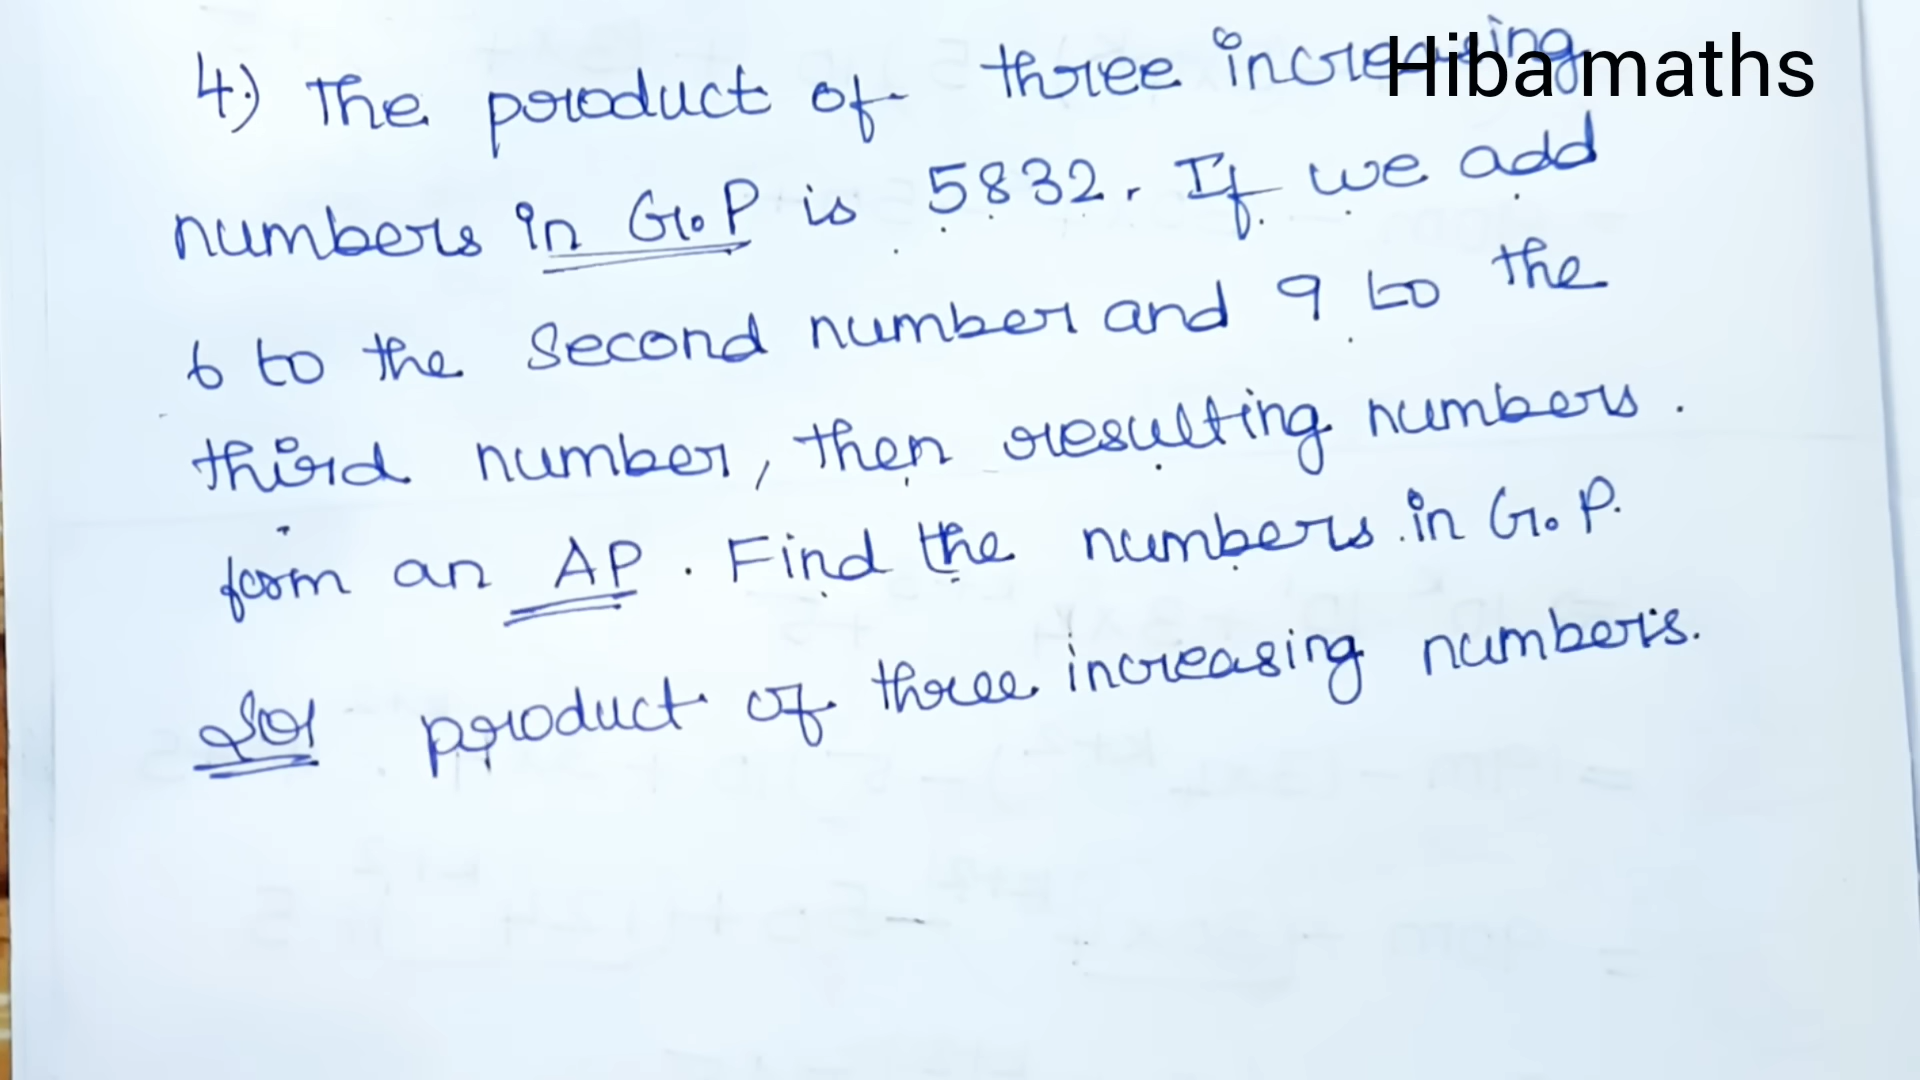 Hiba maths
4.) The product of three increasing
numbers in G.P is 5832. If we add
6 to the second number and 9 to the
third number, then resulting numbers.
form an AP. Find the numbers in G.P.
Sol product of three increasing numbers.